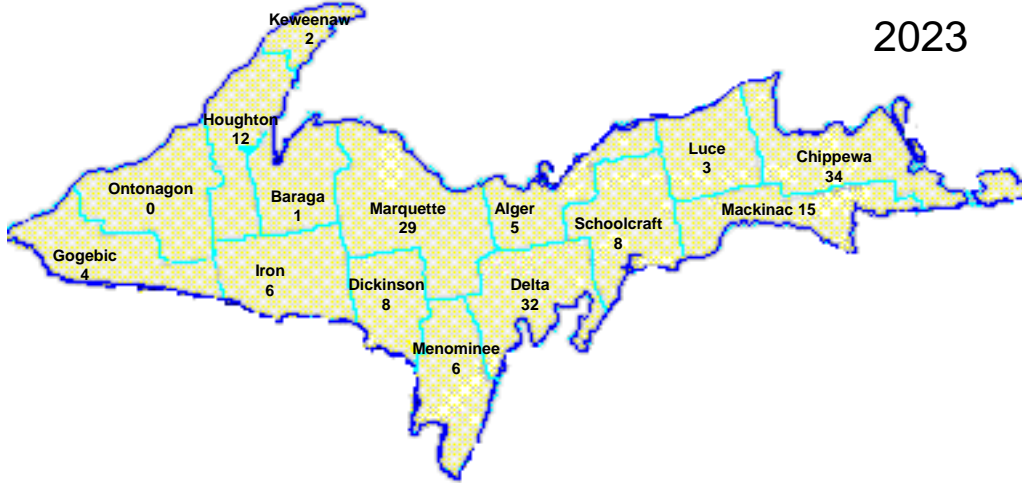 Keweenaw
2
2023
Houghton
12
Luce
3
Chippewa
34
Ontonagon
0
Baraga
1
Marquette
29
Alger
5
Mackinac 15
Schoolcraft
8
Gogebic
4
Iron
6
Dickinson
8
Delta
32
Menominee
6